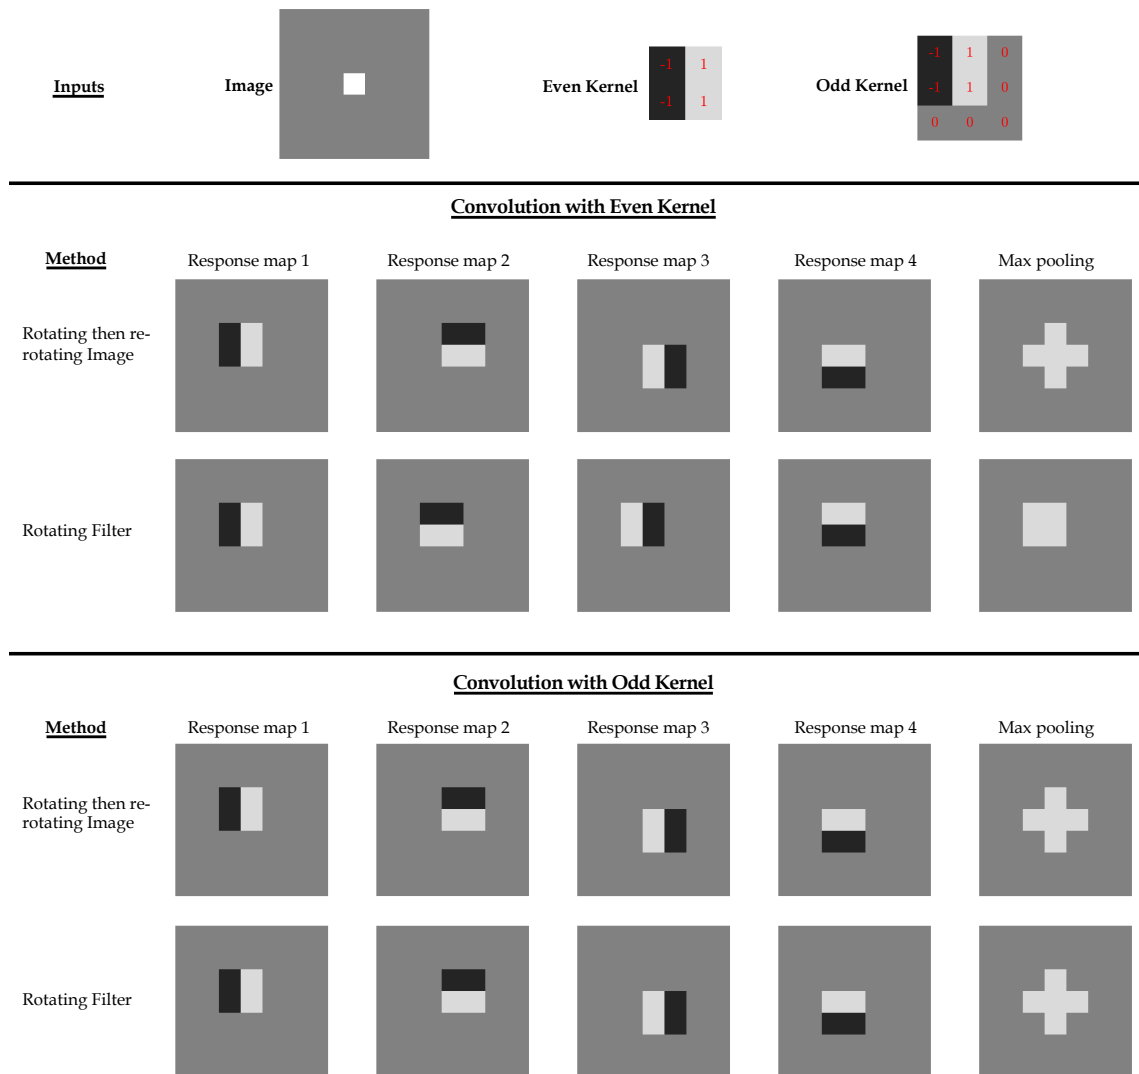 Inputs
Image
Even Kernel
-1 1
-1 1
Odd Kernel
-1 1 0
-1 1 0
0 0 0
Convolution with Even Kernel
Method
Response map 1
Response map 2
Response map 3
Response map 4
Max pooling
Rotating then re-
rotating Image
Rotating Filter
Convolution with Odd Kernel
Method
Response map 1
Response map 2
Response map 3
Response map 4
Max pooling
Rotating then re-
rotating Image
Rotating Filter